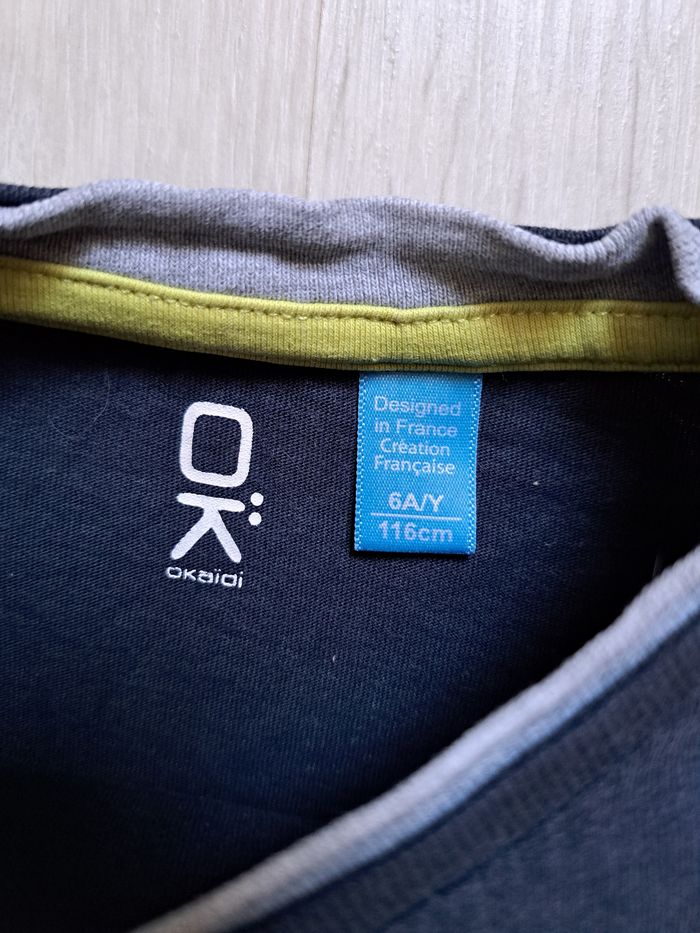 OK
OKaïDi
Designed
in France
Création
Française
6A/Y
116cm